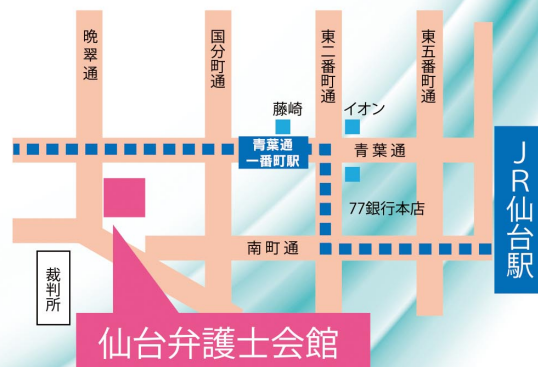 晩翠通
国分町通
東二番町通
東五番町通
藤崎
イオン
青葉通
一番町駅
青葉通
JR仙台駅
77銀行本店
南町通
裁判所
仙台弁護士会館